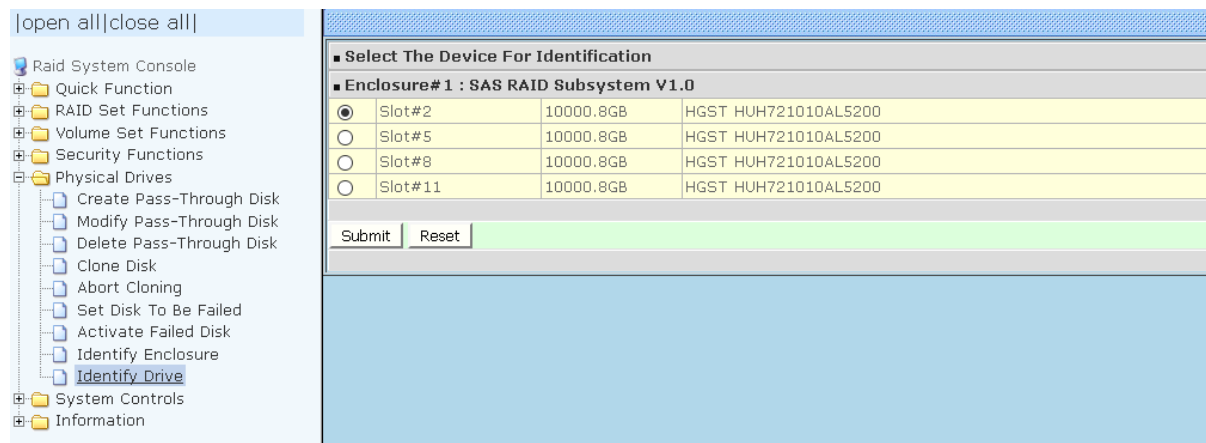 |open all|close all|
Raid System Console
Quick Function
RAID Set Functions
Volume Set Functions
Security Functions
Physical Drives
Create Pass-Through Disk
Modify Pass-Through Disk
Delete Pass-Through Disk
Clone Disk
Abort Cloning
Set Disk To Be Failed
Activate Failed Disk
Identify Enclosure
Identify Drive
System Controls
Information
Select The Device For Identification
Enclosure#1 : SAS RAID Subsystem V1.0
Slot#2 10000.8GB HGST HUH721010AL5200
Slot#5 10000.8GB HGST HUH721010AL5200
Slot#8 10000.8GB HGST HUH721010AL5200
Slot#11 10000.8GB HGST HUH721010AL5200
Submit Reset